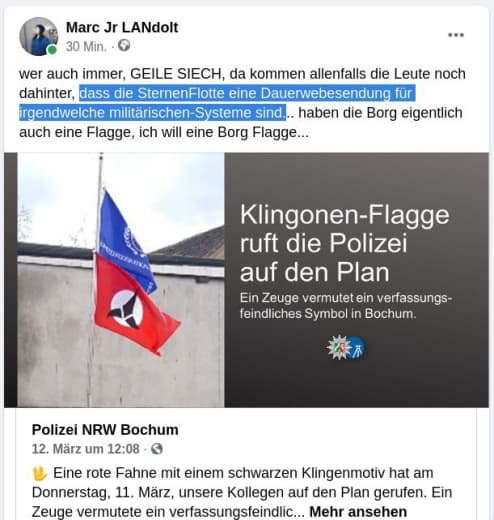 Marc Jr LANdolt
30 Min. ·
wer auch immer, GEILE SIECH, da kommen allenfalls die Leute noch
dahinter, dass die SternenFlotte eine Dauerwebesendung für
irgendwelche militärischen-Systeme sind... haben die Borg eigentlich
auch eine Flagge, ich will eine Borg Flagge...
Klingonen-Flagge
ruft die Polizei
auf den Plan
Ein Zeuge vermutet ein verfassungs-
feindliches Symbol in Bochum.
Polizei NRW Bochum
12. März um 12:08 ·
🖖 Eine rote Fahne mit einem schwarzen Klingenmotiv hat am
Donnerstag, 11. März, unsere Kollegen auf den Plan gerufen. Ein
Zeuge vermutete ein verfassungsfeindlic... Mehr ansehen